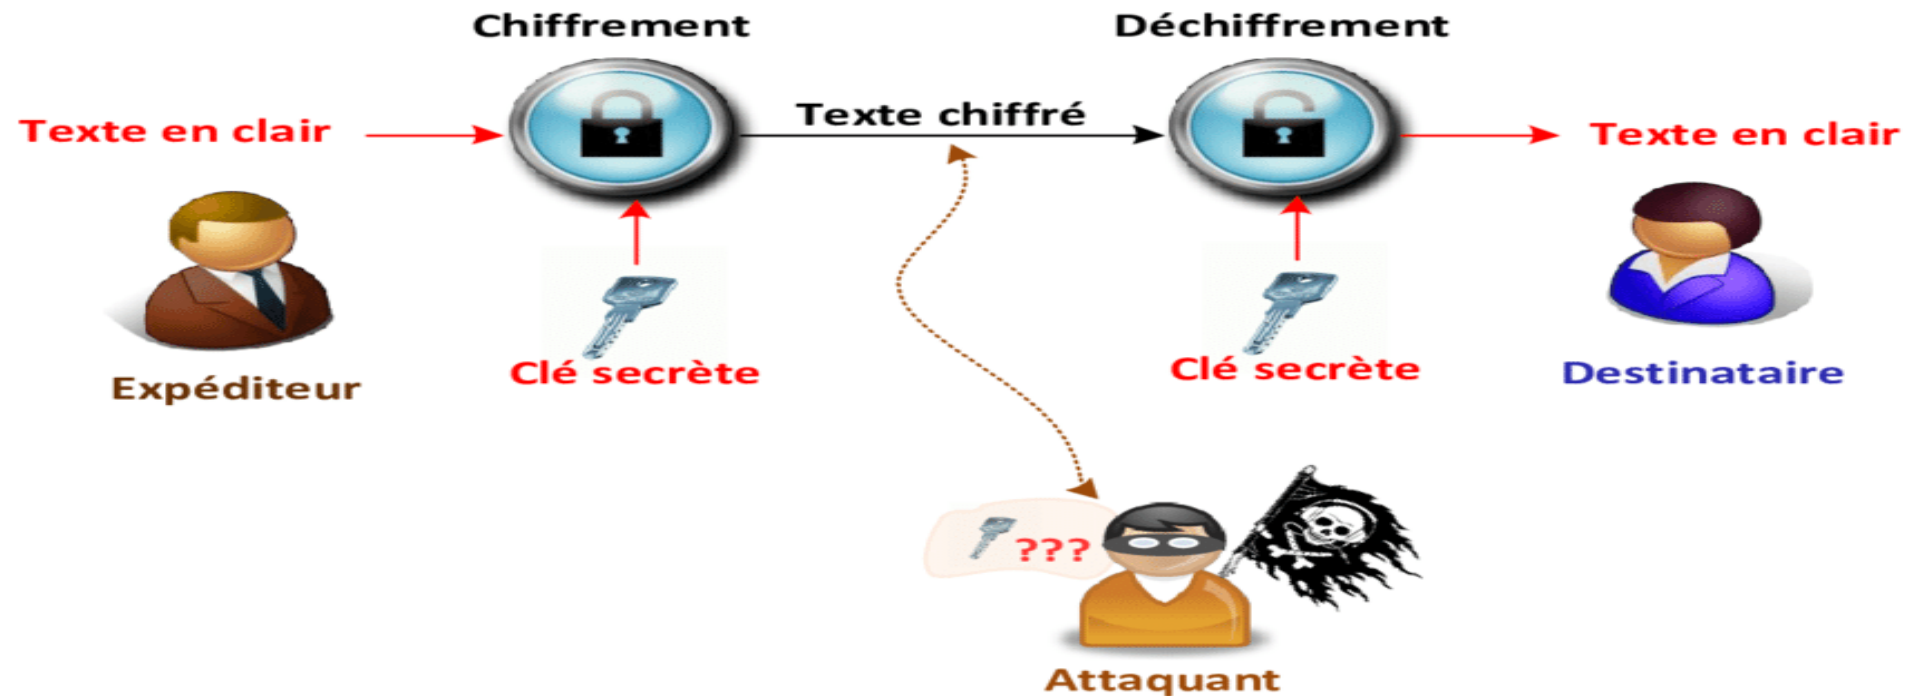 Chiffrement
Déchiffrement
Texte en clair
Texte chiffré
Texte en clair
Clé secrète
Clé secrète
Expéditeur
Destinataire
???
Attaquant